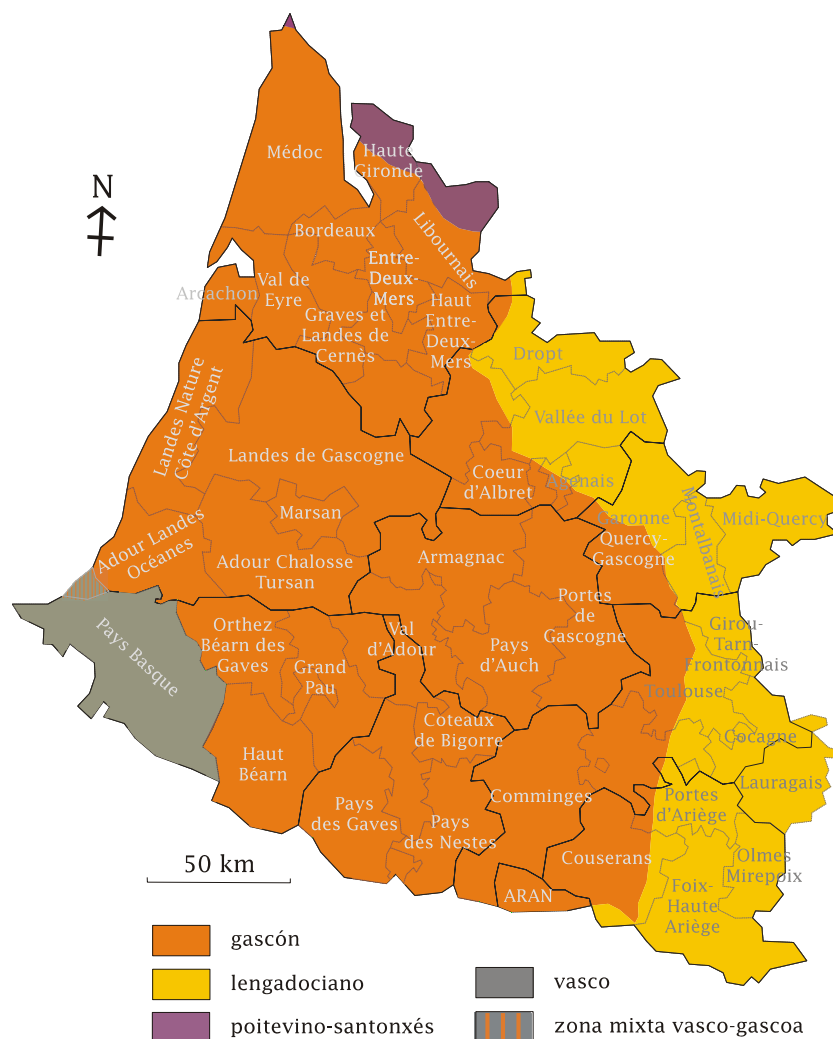 N
Médoc
Haute
Gironde
Bordeaux
Libournais
Entre-
Deux-
Mers
Arcachon
Val de
Eyre
Graves et
Landes de
Cernès
Haut
Entre-
Deux-
Mers
Dropt
Vallée du Lot
Landes Nature
Côte d'Argent
Landes de Gascogne
Coeur
d'Albret
Agenais
Marsan
Garonne
Quercy-
Gascogne
Montalbanais
Midi-Quercy
Adour Landes
Océanes
Adour Chalosse
Tursan
Armagnac
Portes
de
Gascogne
Pays Basque
Orthez
Béarn des
Gaves
Val
d'Adour
Pays
d'Auch
Girou-
Tarn-
Frontonnais
Grand
Pau
Toulouse
Coteaux
de Bigorre
Cocagne
Haut
Béarn
Lauragais
Pays
des Gaves
Comminges
Portes
d'Ariège
Pays
des Nestes
Couserans
Olmes
Mirepoix
50 km
ARAN
Foix-
Haute
Ariège
gascón
lengadociano
vasco
poitevino-santonxés
zona mixta vasco-gascoa